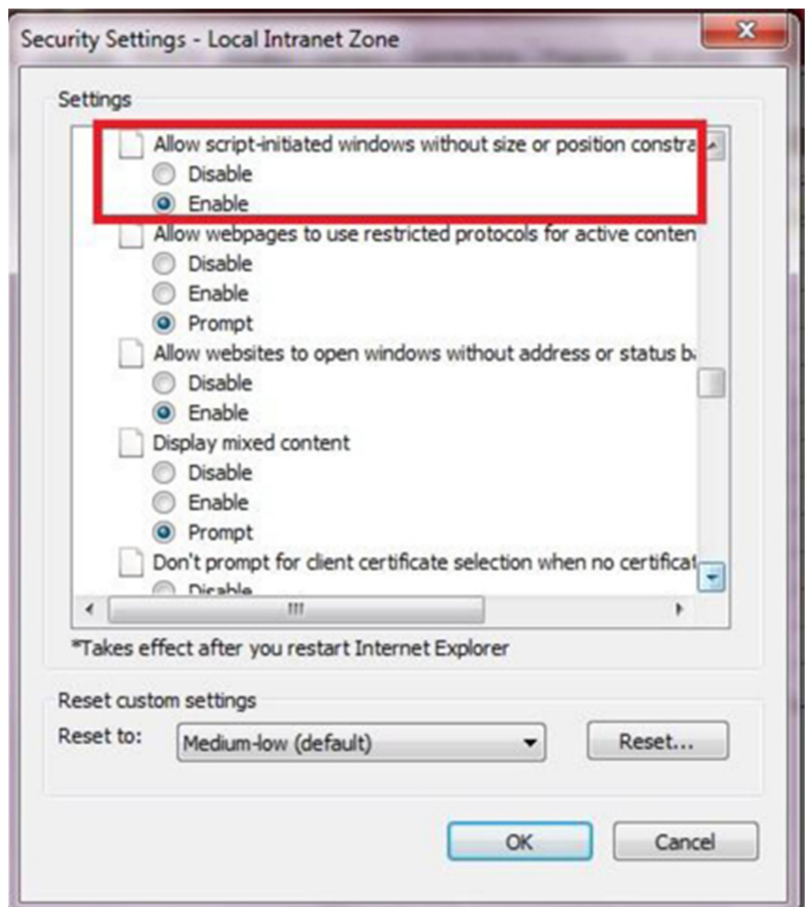 Security Settings - Local Intranet Zone
Settings
Allow script-initiated windows without size or position constra
Disable
Enable
Allow webpages to use restricted protocols for active conten
Disable
Enable
Prompt
Allow websites to open windows without address or status b
Disable
Enable
Display mixed content
Disable
Enable
Prompt
Don't prompt for client certificate selection when no certificat
Disable
*Takes effect after you restart Internet Explorer
Reset custom settings
Reset to:
Medium-low (default)
Reset...
OK
Cancel